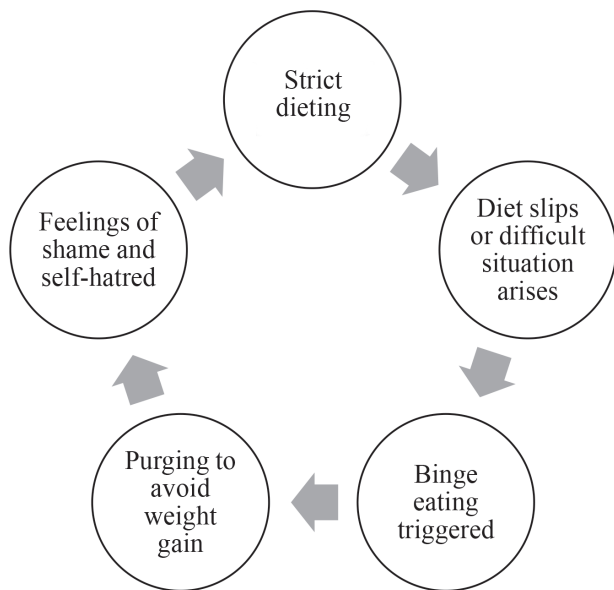 Strict
dieting
Diet slips
or difficult
situation
arises
Binge
eating
triggered
Purging to
avoid
weight
gain
Feelings of
shame and
self-hatred